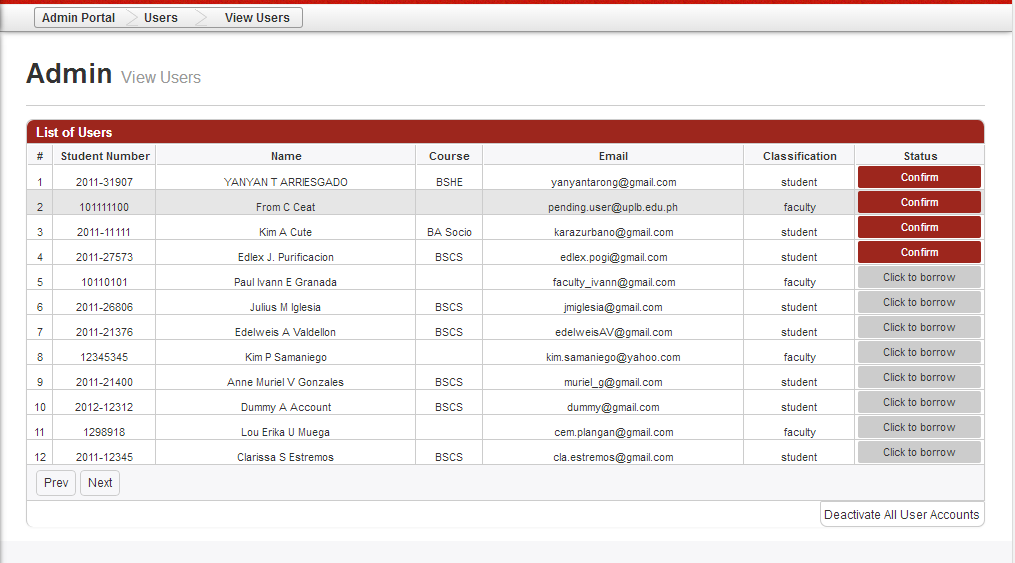 Admin Portal Users View Users
Admin View Users
List of Users
# Student Number Name Course Email Classification Status
1 2011-31907 YANYAN T ARRIESGADO BSHE yanyantarong@gmail.com student Confirm
2 101111100 From C Ceat pending.user@uplb.edu.ph faculty Confirm
3 2011-11111 Kim A Cute BA Socio karazurbano@gmail.com student Confirm
4 2011-27573 Edlex J. Purificacion BSCS edlex.pogi@gmail.com student Confirm
5 10110101 Paul Ivann E Granada faculty_ivann@gmail.com faculty Click to borrow
6 2011-26806 Julius M Iglesia BSCS jmiglesia@gmail.com student Click to borrow
7 2011-21376 Edelweis A Valdellon BSCS edelweisAV@gmail.com student Click to borrow
8 12345345 Kim P Samaniego kim.samaniego@yahoo.com faculty Click to borrow
9 2011-21400 Anne Muriel V Gonzales BSCS muriel_g@gmail.com student Click to borrow
10 2012-12312 Dummy A Account BSCS dummy@gmail.com student Click to borrow
11 1298918 Lou Erika U Muega cem.plangan@gmail.com faculty Click to borrow
12 2011-12345 Clarissa S Estremos BSCS cla.estremos@gmail.com student Click to borrow
Prev Next
Deactivate All User Accounts